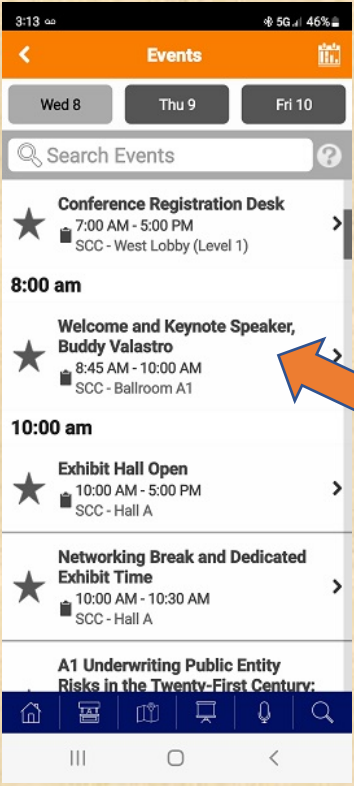 3:13
5G 46%
Events
Wed 8 Thu 9 Fri 10
Search Events ?
Conference Registration Desk
7:00 AM - 5:00 PM
SCC - West Lobby (Level 1)
8:00 am
Welcome and Keynote Speaker,
Buddy Valastro
8:45 AM - 10:00 AM
SCC - Ballroom A1
10:00 am
Exhibit Hall Open
10:00 AM - 5:00 PM
SCC - Hall A
Networking Break and Dedicated
Exhibit Time
10:00 AM - 10:30 AM
SCC - Hall A
A1 Underwriting Public Entity
Risks in the Twenty-First Century: